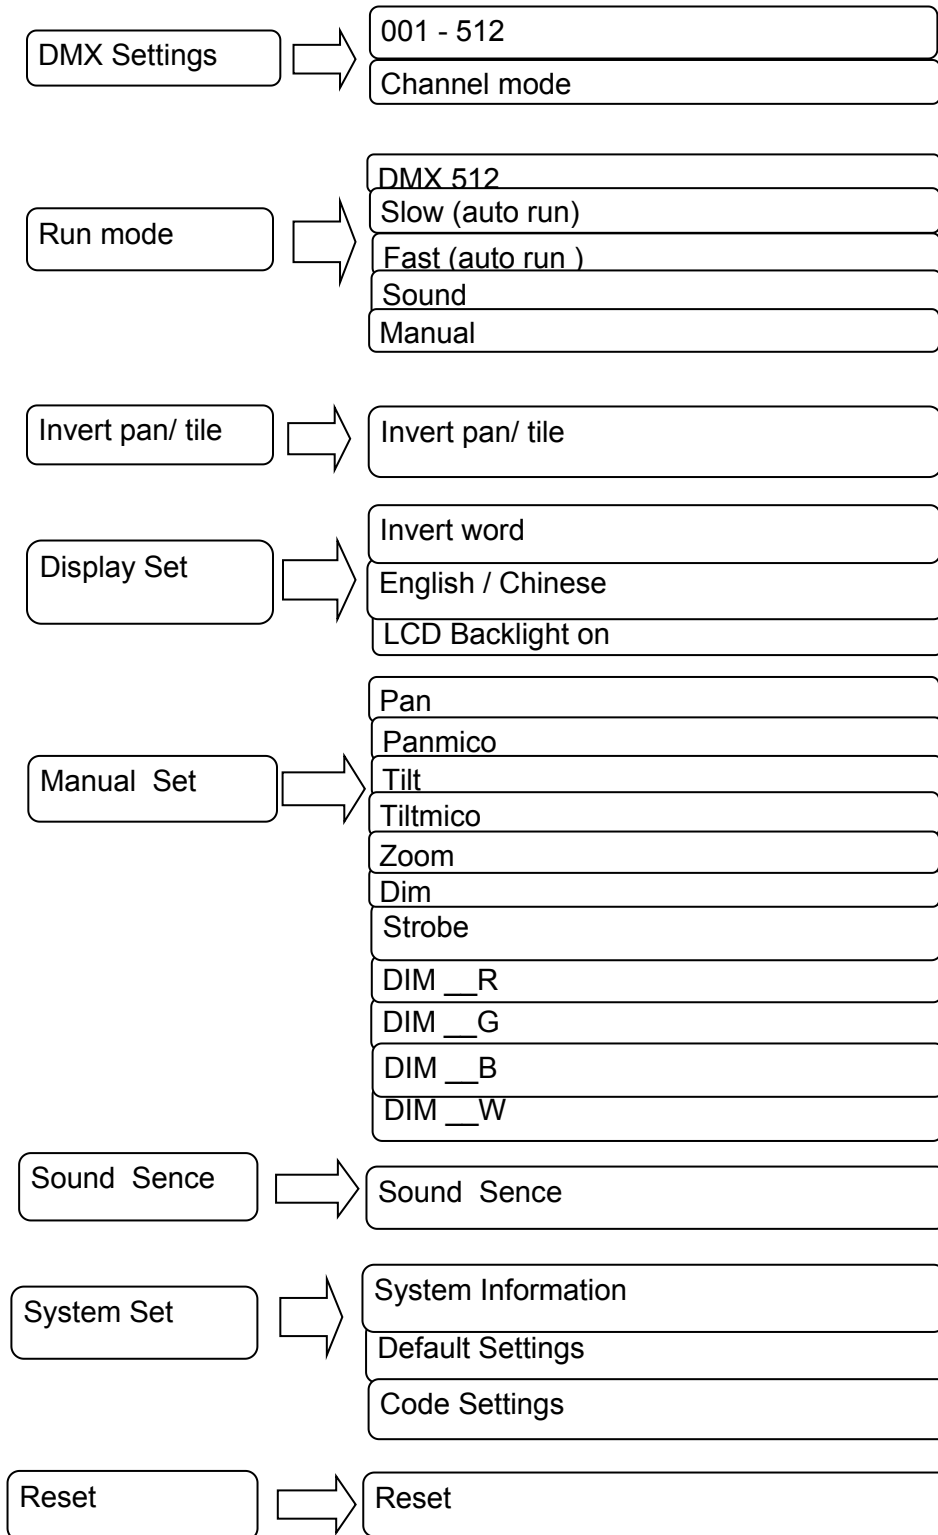 DMX Settings
001 - 512
Channel mode
Run mode
DMX 512
Slow (auto run)
Fast (auto run )
Sound
Manual
Invert pan/ tile
Invert pan/ tile
Display Set
Invert word
English / Chinese
LCD Backlight on
Manual  Set
Pan
Panmico
Tilt
Tiltmico
Zoom
Dim
Strobe
DIM __R
DIM __G
DIM __B
DIM __W
Sound  Sence
Sound  Sence
System Set
System Information
Default Settings
Code Settings
Reset
Reset